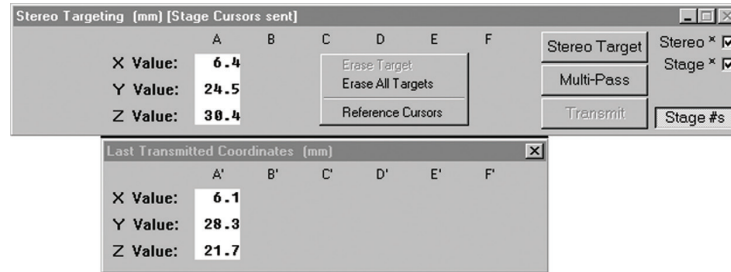 Stereo Targeting (mm) [Stage Cursors sent]
A B C D E F
X Value: 6.4
Y Value: 24.5
Z Value: 30.4
Erase Target
Erase All Targets
Reference Cursors
Stereo Target
Multi-Pass
Transmit
Stereo *
Stage *
Stage #s
Last Transmitted Coordinates (mm)
A' B' C' D' E' F'
X Value: 6.1
Y Value: 28.3
Z Value: 21.7